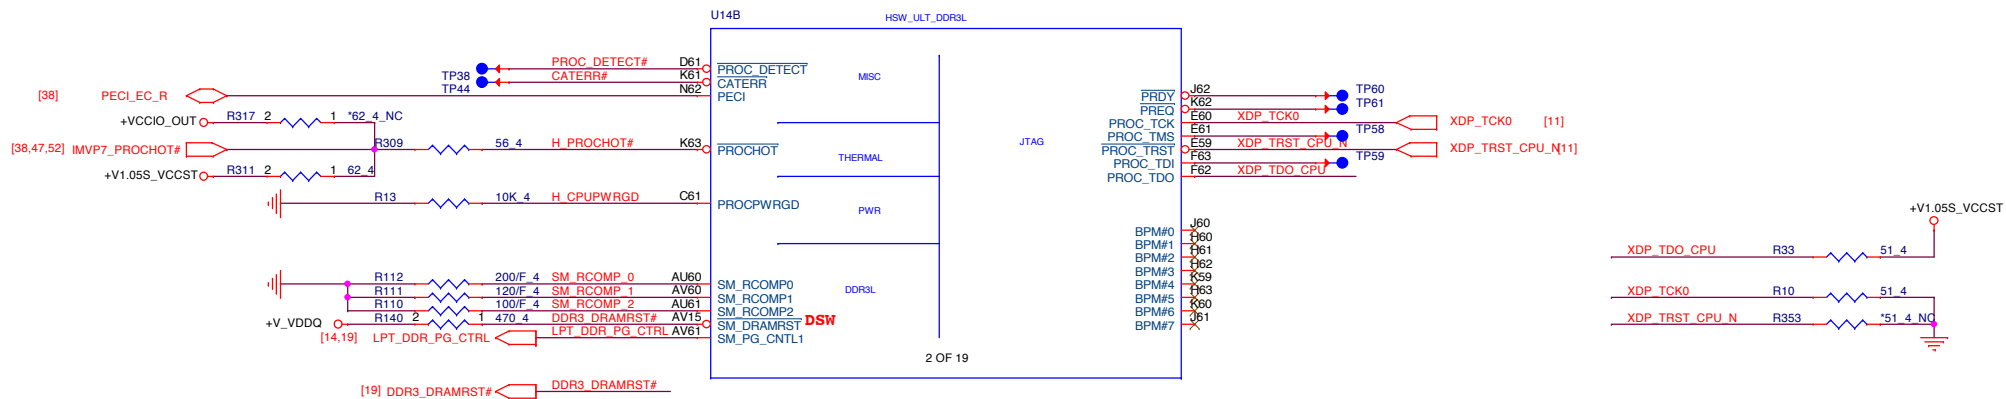 U14B
HSW_ULT_DDR3L
PROC_DETECT# D61 PROC_DETECT
TP38 CATERR# K61 CATERR
TP44 N62 PECI
MISC
[38] PECI_EC_R
+VCCIO_OUT R317 2 1 *62_4_NC
[38,47,52] IMVP7_PROCHOT# R309 56_4 H_PROCHOT# K63 PROCHOT
THERMAL
+V1.05S_VCCST R311 2 1 62_4
R13 10K_4 H_CPUPWRGD C61 PROCPWRGD
PWR
R112 200/F_4 SM_RCOMP_0 AU60 SM_RCOMP0
R111 120/F_4 SM_RCOMP_1 AV60 SM_RCOMP1
DDR3L
R110 100/F_4 SM_RCOMP_2 AU61 SM_RCOMP2
+V_VDDQ R140 2 1 470_4 DDR3_DRAMRST# AV15 SM_DRAMRST DSW
[14,19] LPT_DDR_PG_CTRL LPT_DDR_PG_CTRL AV61 SM_PG_CNTL1
2 OF 19
[19] DDR3_DRAMRST# DDR3_DRAMRST#
JTAG
PRDY J62 TP60
PREQ K62 TP61
PROC_TCK E60 XDP_TCK0 XDP_TCK0 [11]
PROC_TMS E61 TP58
PROC_TRST E59 XDP_TRST_CPU_N XDP_TRST_CPU_N [11]
PROC_TDI F63 TP59
PROC_TDO F62 XDP_TDO_CPU
BPM#0 J60
BPM#1 H60
BPM#2 H61
BPM#3 H62
BPM#4 K59
BPM#5 H63
BPM#6 K60
BPM#7 J61
+V1.05S_VCCST
XDP_TDO_CPU R33 51_4
XDP_TCK0 R10 51_4
XDP_TRST_CPU_N R353 *51_4_NC